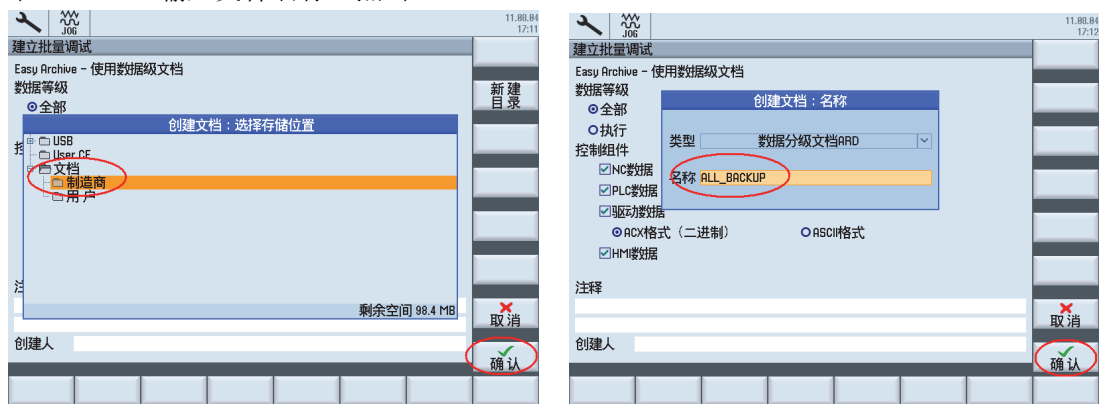 JOG
11.08.04
17:11
建立批量调试
Easy Archive - 使用数据级文档
数据等级
全部
新建
目录
创建文档：选择存储位置
USB
User CF
文档
制造商
用户
剩余空间 98.4 MB
取消
创建人
确认
JOG
11.08.04
17:12
建立批量调试
Easy Archive - 使用数据级文档
数据等级
全部
执行
创建文档：名称
类型 数据分级文档ARD
名称 ALL_BACKUP
控制组件
NC数据
PLC数据
驱动数据
ACX格式（二进制） ASCII格式
HMI数据
注释
取消
创建人
确认